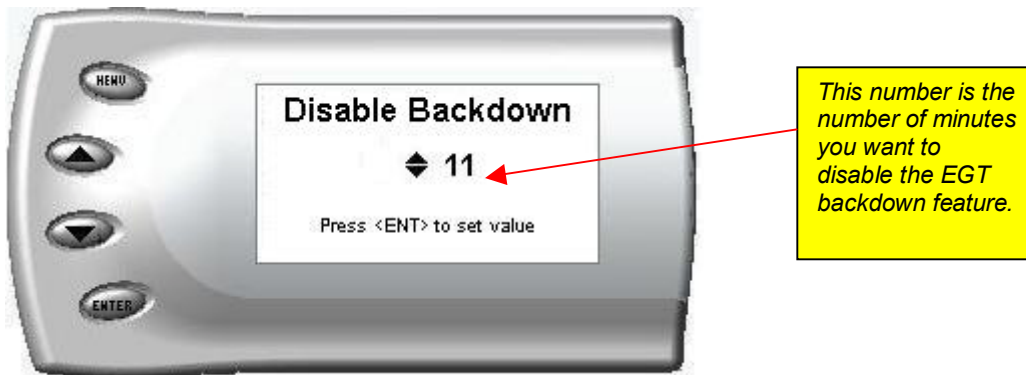 MENU
Disable Backdown
11
Press <ENT> to set value
ENTER
This number is the
number of minutes
you want to
disable the EGT
backdown feature.